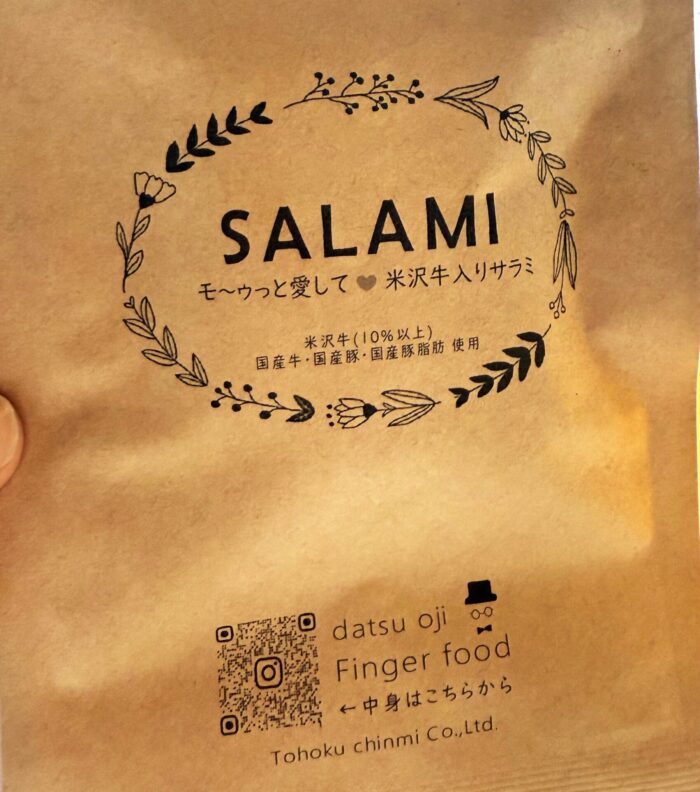 SALAMI
モ〜ゥっと愛して♥米沢牛入りサラミ
米沢牛(10%以上)
国産牛・国産豚・国産豚脂肪 使用
datsu oji
Finger food
←中身はこちらから
Tohoku chinmi Co.,Ltd.